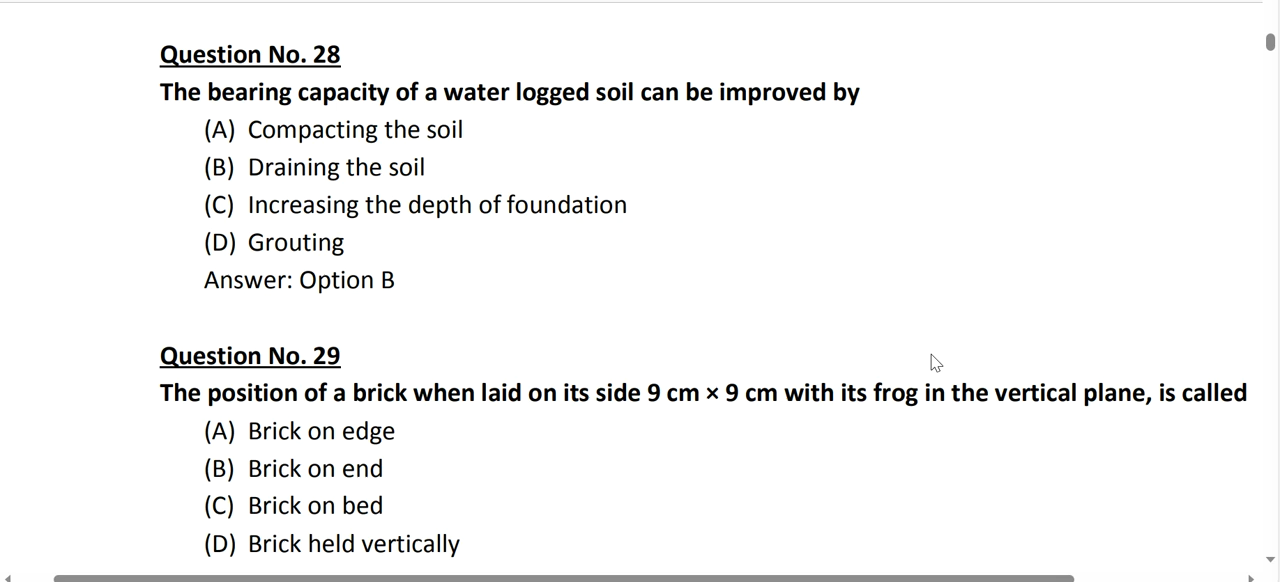 Question No. 28
The bearing capacity of a water logged soil can be improved by
(A) Compacting the soil
(B) Draining the soil
(C) Increasing the depth of foundation
(D) Grouting
Answer: Option B
Question No. 29
The position of a brick when laid on its side 9 cm × 9 cm with its frog in the vertical plane, is called
(A) Brick on edge
(B) Brick on end
(C) Brick on bed
(D) Brick held vertically